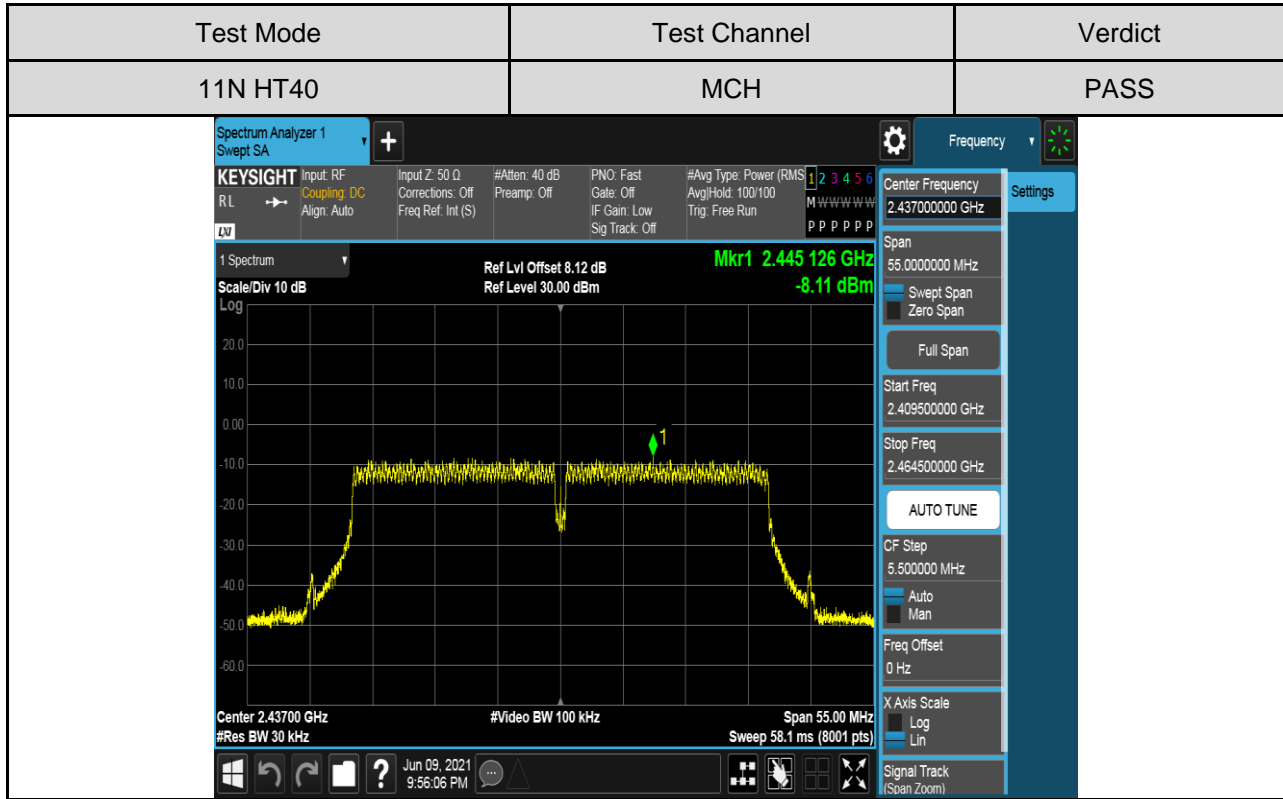 Test Mode Test Channel Verdict
11N HT40 MCH PASS
Spectrum Analyzer 1
Swept SA
+
Frequency
KEYSIGHT
RL
LXI
Input: RF
Coupling: DC
Align: Auto
Input Z: 50 Ω
Corrections: Off
Freq Ref: Int (S)
#Atten: 40 dB
Preamp: Off
PNO: Fast
Gate: Off
IF Gain: Low
Sig Track: Off
#Avg Type: Power (RMS
Avg|Hold: 100/100
Trig: Free Run
1 2 3 4 5 6
M W W W W W
P P P P P P
1 Spectrum
Scale/Div 10 dB
Ref Lvl Offset 8.12 dB
Ref Level 30.00 dBm
Mkr1 2.445 126 GHz
-8.11 dBm
Log
20.0
10.0
0.00
-10.0
-20.0
-30.0
-40.0
-50.0
-60.0
1
Center 2.43700 GHz
#Res BW 30 kHz
#Video BW 100 kHz
Span 55.00 MHz
Sweep 58.1 ms (8001 pts)
Center Frequency
2.437000000 GHz
Settings
Span
55.0000000 MHz
Swept Span
Zero Span
Full Span
Start Freq
2.409500000 GHz
Stop Freq
2.464500000 GHz
AUTO TUNE
CF Step
5.500000 MHz
Auto
Man
Freq Offset
0 Hz
X Axis Scale
Log
Lin
Signal Track
(Span Zoom)
?
Jun 09, 2021
9:56:06 PM